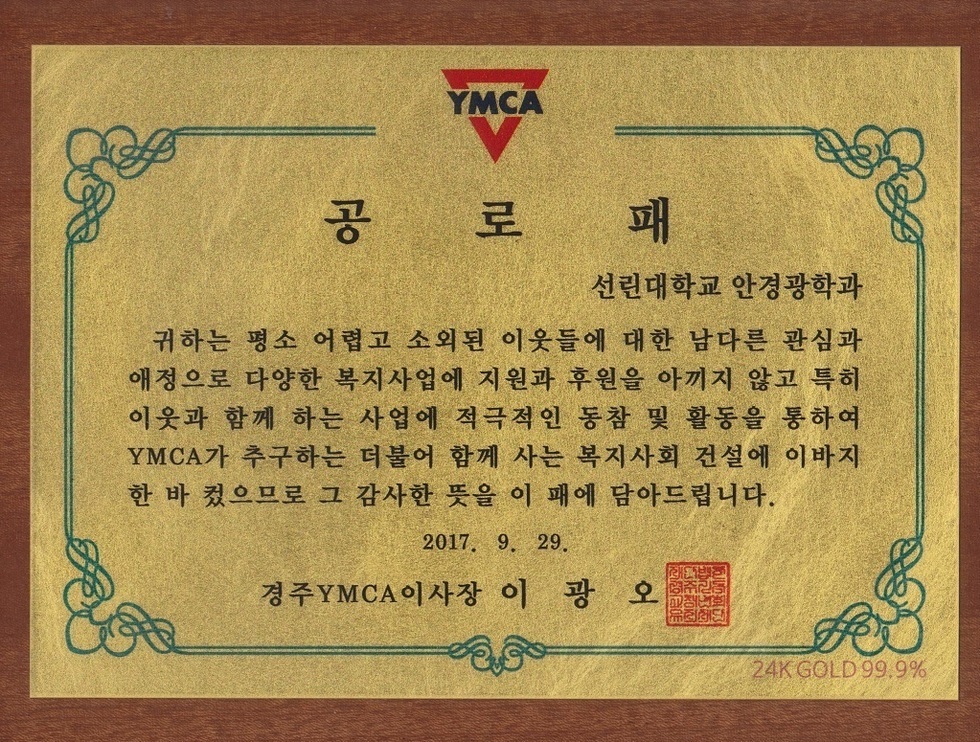 YMCA
공 로 패
선린대학교 안경광학과
귀하는 평소 어렵고 소외된 이웃들에 대한 남다른 관심과
애정으로 다양한 복지사업에 지원과 후원을 아끼지 않고 특히
이웃과 함께 하는 사업에 적극적인 동참 및 활동을 통하여
YMCA가 추구하는 더불어 함께 사는 복지사회 건설에 이바지
한 바 컸으므로 그 감사한 뜻을 이 패에 담아드립니다.
2017. 9. 29.
경주YMCA이사장 이 광 오
24K GOLD 99.9%